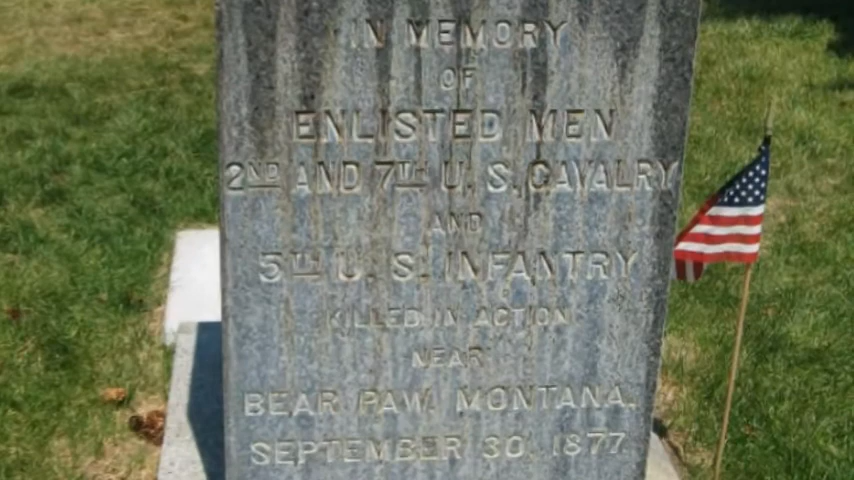 IN MEMORY
OF
ENLISTED MEN
2ND AND 7TH U. S. CAVALRY
AND
5TH U. S. INFANTRY
KILLED IN ACTION
NEAR
BEAR PAW, MONTANA.
SEPTEMBER 30, 1877